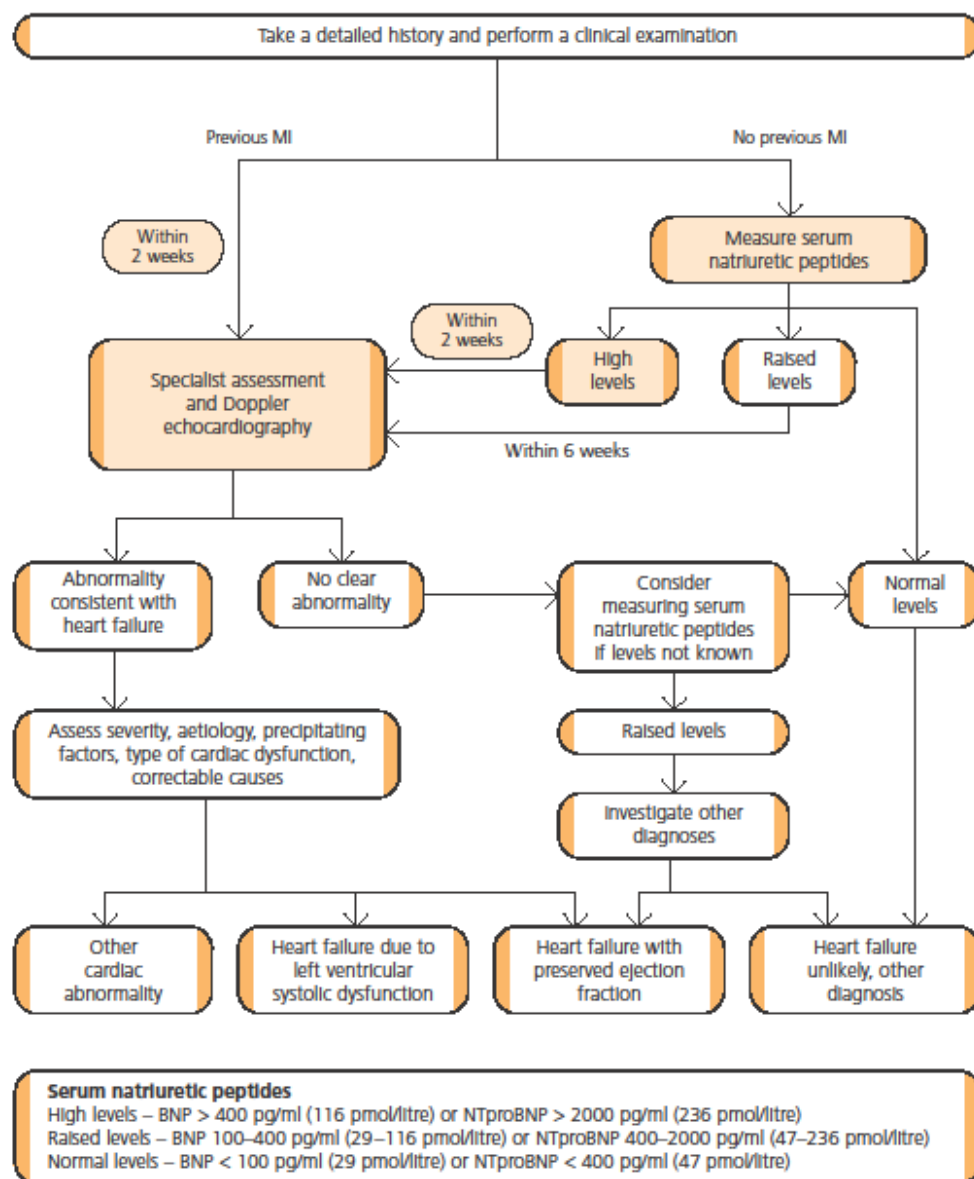 Take a detailed history and perform a clinical examination
Previous MI
No previous MI
Within
2 weeks
Measure serum
natriuretic peptides
Within
2 weeks
Specialist assessment
and Doppler
echocardiography
High
levels
Raised
levels
Within 6 weeks
Abnormality
consistent with
heart failure
No clear
abnormality
Consider
measuring serum
natriuretic peptides
if levels not known
Normal
levels
Assess severity, aetiology, precipitating
factors, type of cardiac dysfunction,
correctable causes
Raised levels
Investigate other
diagnoses
Other
cardiac
abnormality
Heart failure due to
left ventricular
systolic dysfunction
Heart failure with
preserved ejection
fraction
Heart failure
unlikely, other
diagnosis
Serum natriuretic peptides
High levels – BNP > 400 pg/ml (116 pmol/litre) or NTproBNP > 2000 pg/ml (236 pmol/litre)
Raised levels – BNP 100–400 pg/ml (29–116 pmol/litre) or NTproBNP 400–2000 pg/ml (47–236 pmol/litre)
Normal levels – BNP < 100 pg/ml (29 pmol/litre) or NTproBNP < 400 pg/ml (47 pmol/litre)